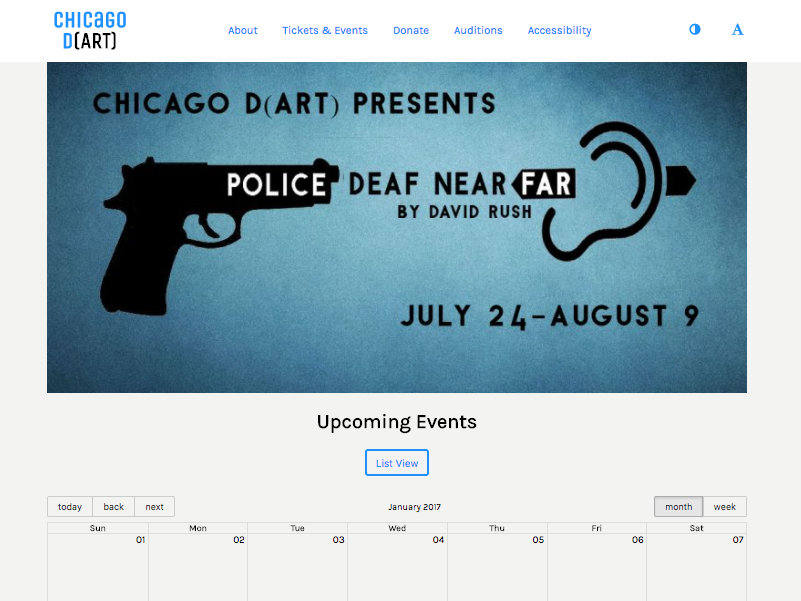 CHICAGO
D(ART)
About
Tickets & Events
Donate
Auditions
Accessibility
A
CHICAGO D(ART) PRESENTS
POLICE DEAF NEAR FAR
BY DAVID RUSH
JULY 24-AUGUST 9
Upcoming Events
List View
today back next
January 2017
month week
Sun Mon Tue Wed Thu Fri Sat
01 02 03 04 05 06 07